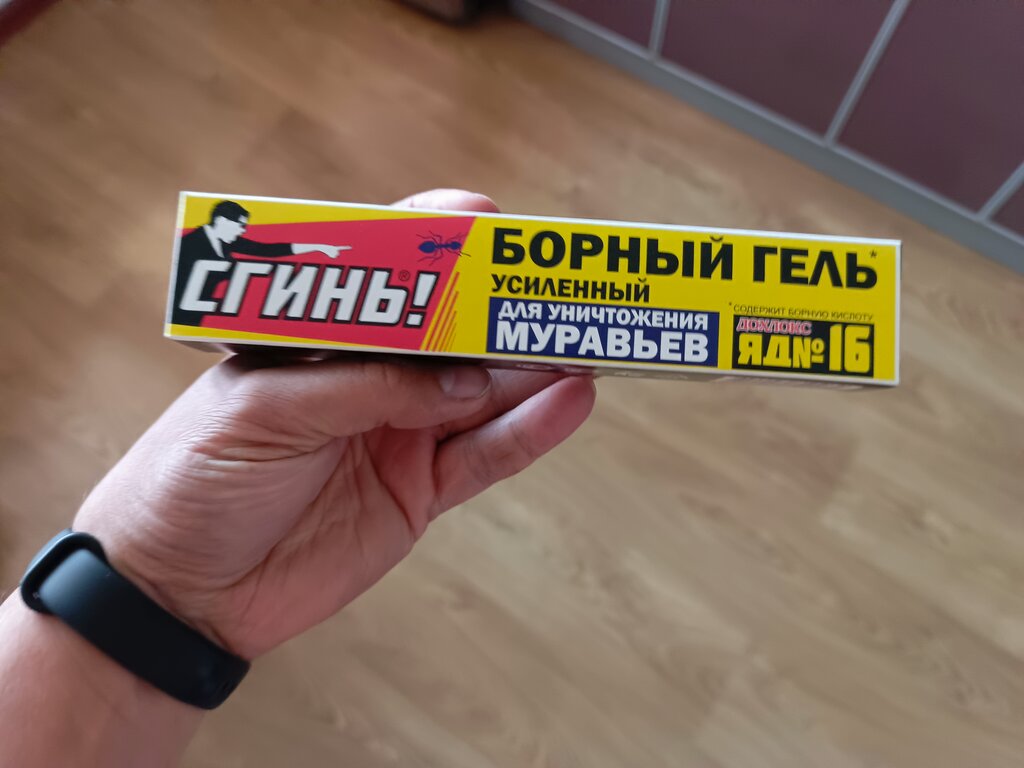 СГИНЬ!®
БОРНЫЙ ГЕЛЬ*
УСИЛЕННЫЙ
ДЛЯ УНИЧТОЖЕНИЯ
МУРАВЬЕВ
*СОДЕРЖИТ БОРНУЮ КИСЛОТУ
ДОХЛОКС
ЯД№16